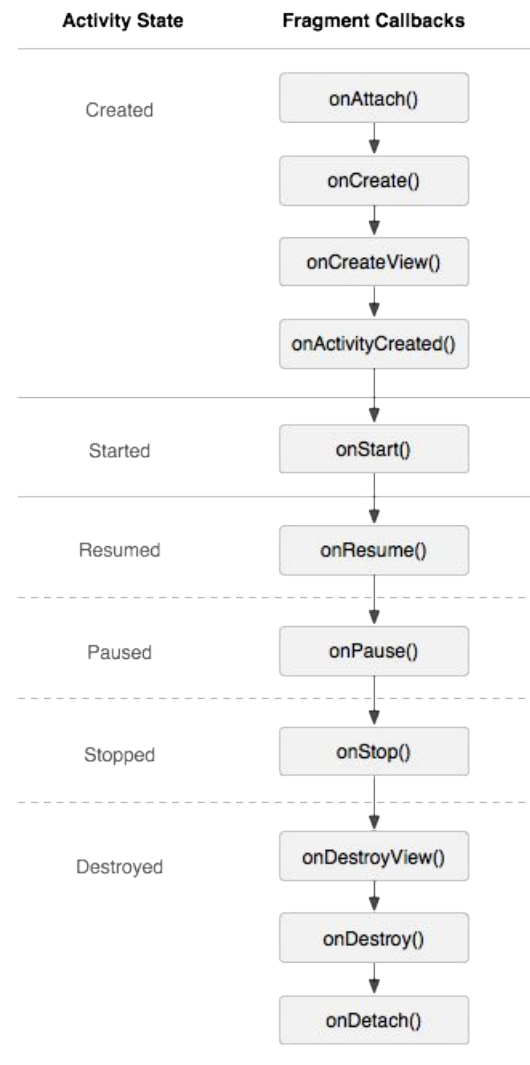 Activity State Fragment Callbacks
Created
onAttach()
onCreate()
onCreateView()
onActivityCreated()
Started onStart()
Resumed onResume()
Paused onPause()
Stopped onStop()
Destroyed onDestroyView()
onDestroy()
onDetach()